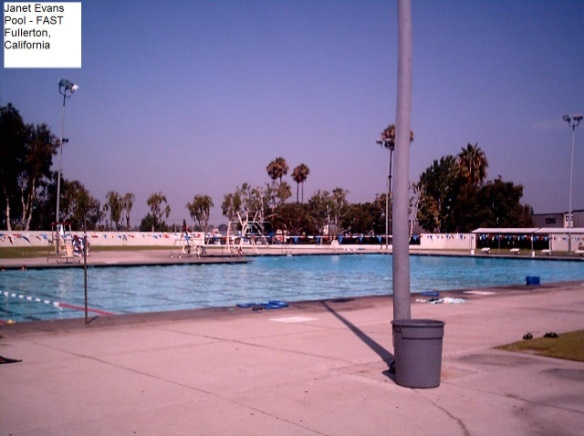 Janet Evans
Pool - FAST
Fullerton,
California